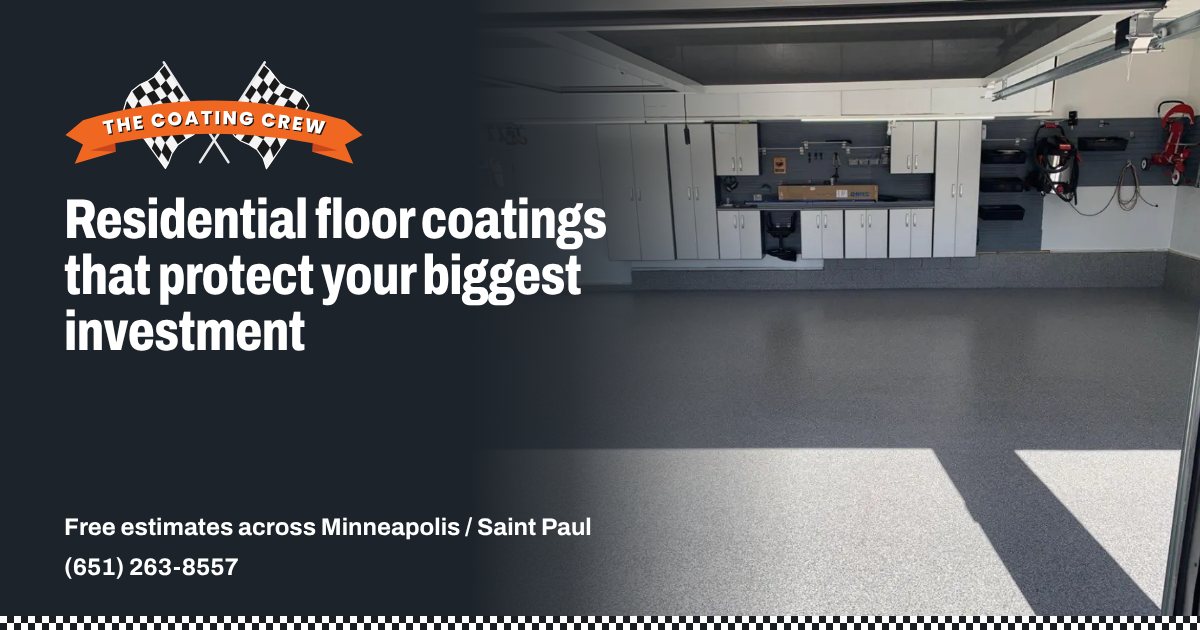 THE COATING CREW
Residential floor coatings
that protect your biggest
investment
Free estimates across Minneapolis / Saint Paul
(651) 263-8557